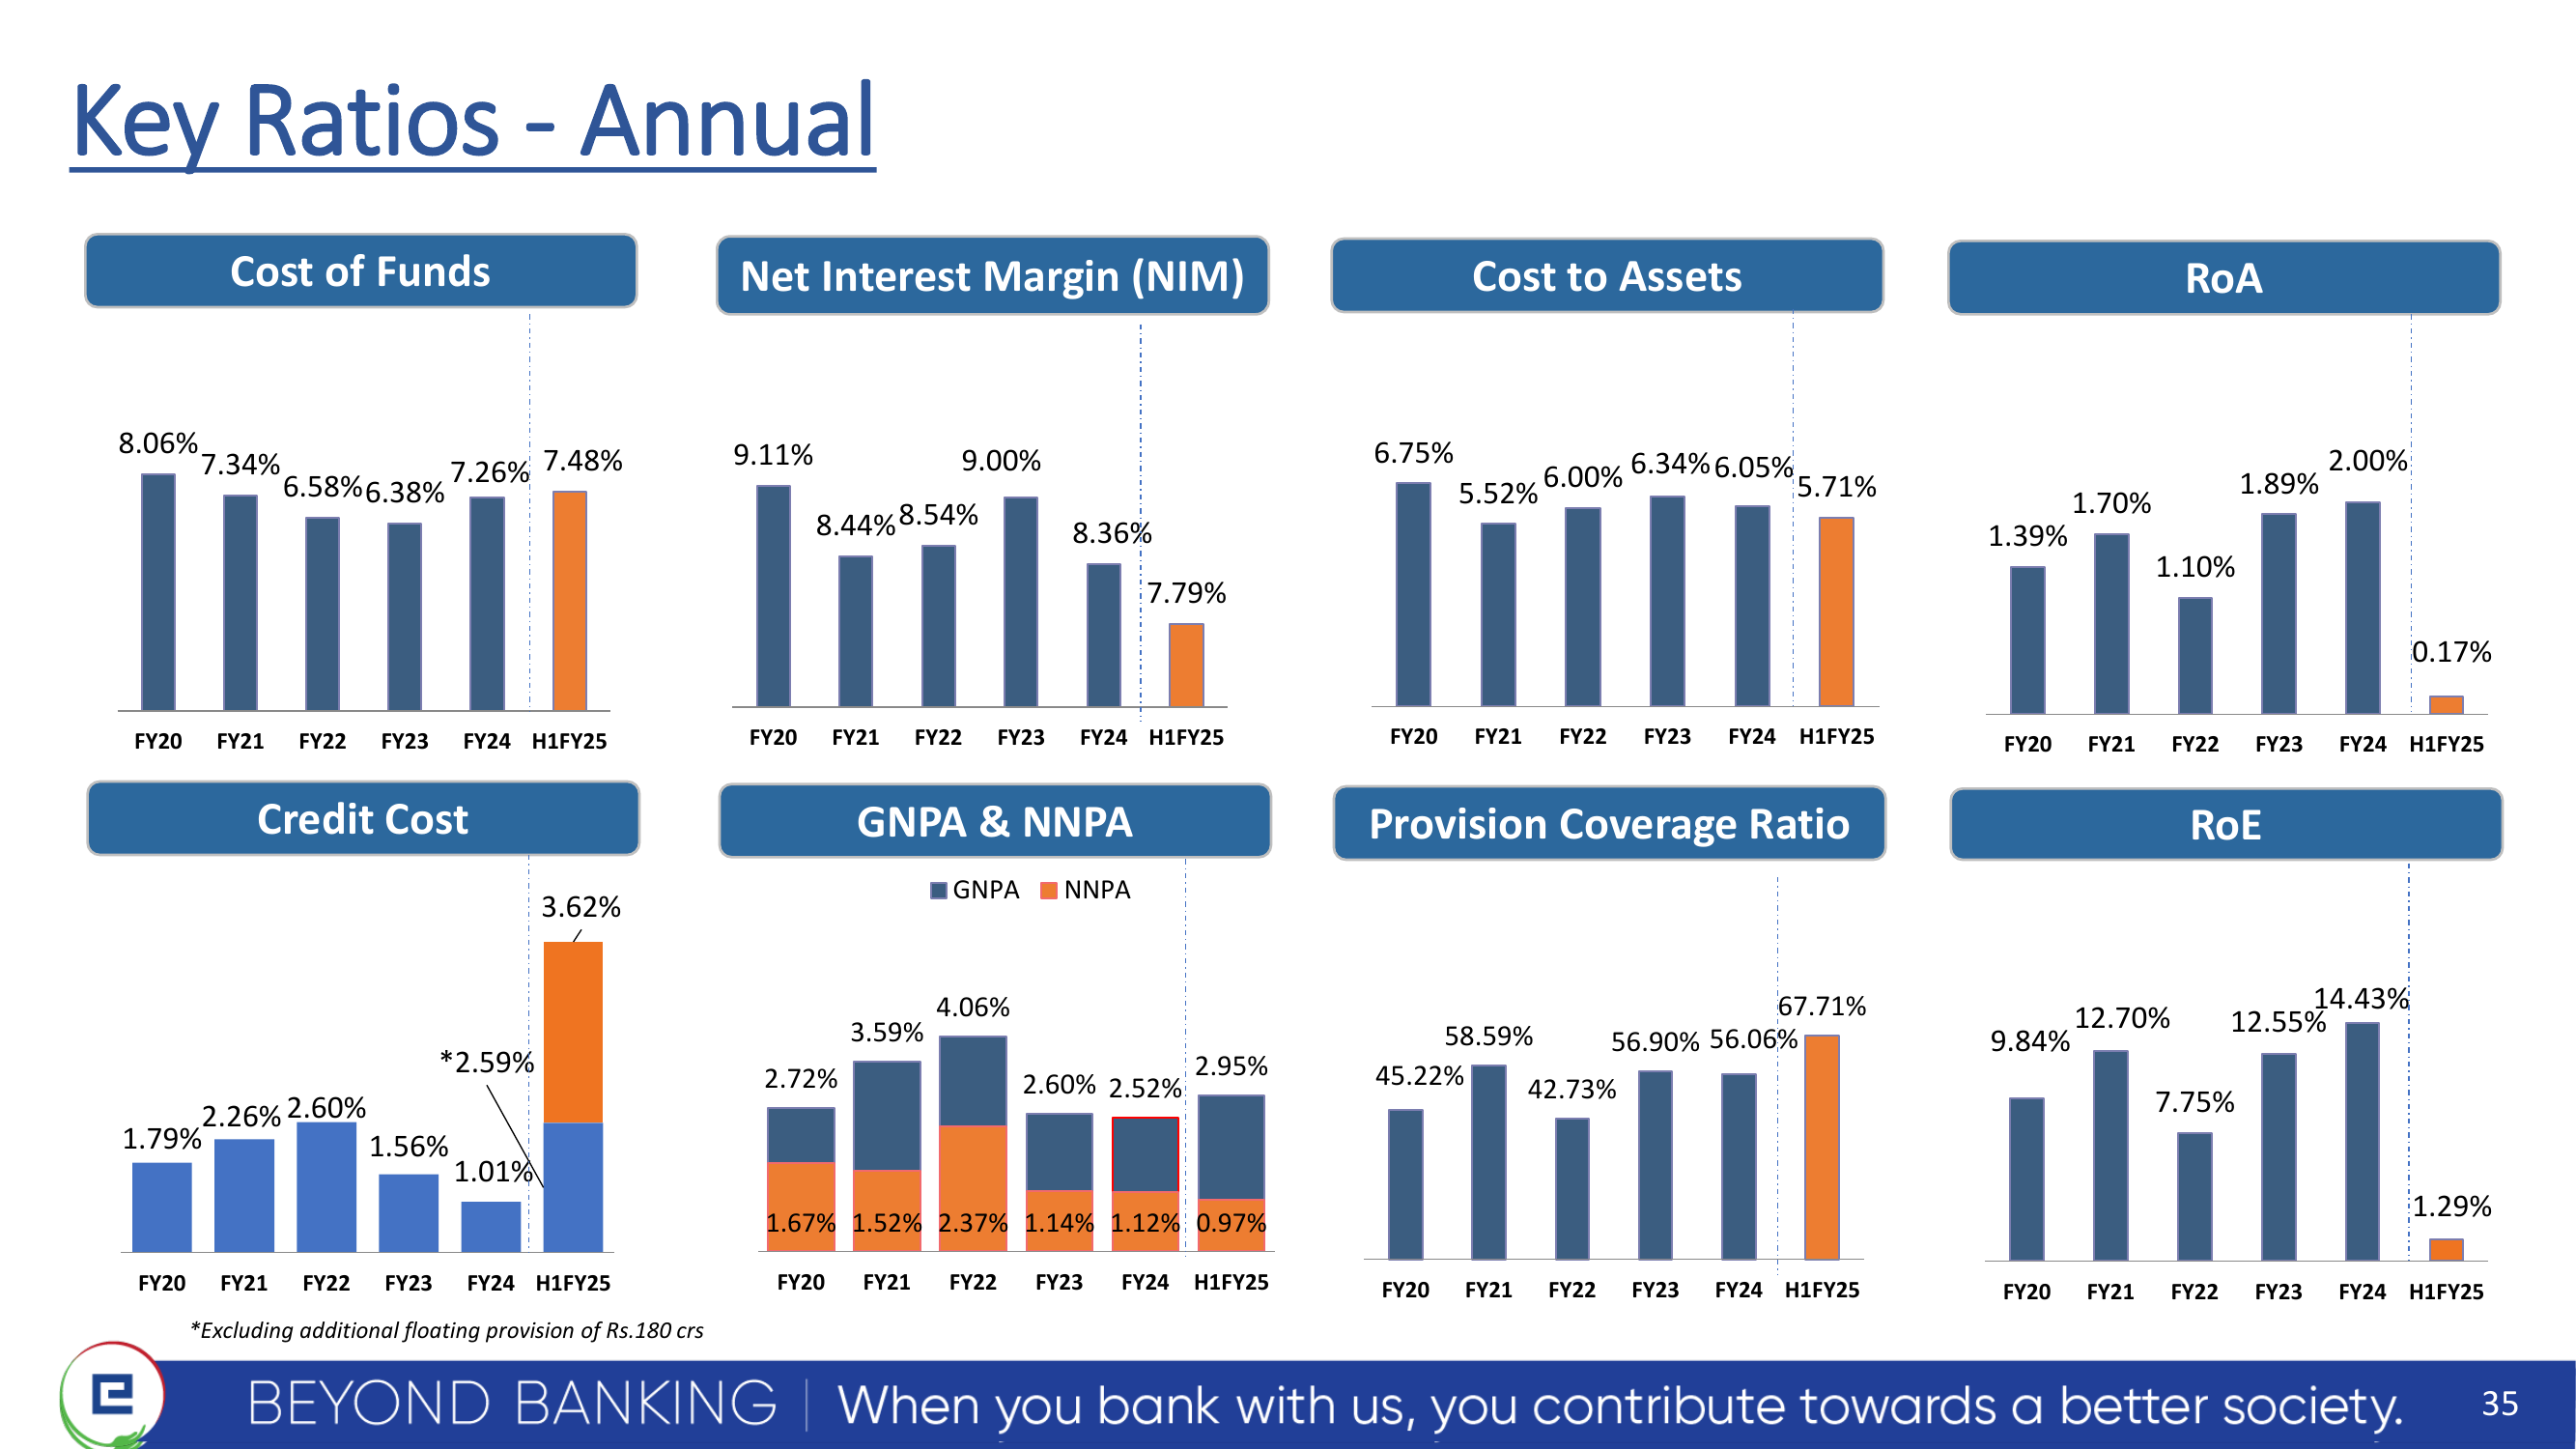 Key Ratios - Annual
Cost of Funds
8.06% 7.34% 6.58% 6.38% 7.26% 7.48%
FY20 FY21 FY22 FY23 FY24 H1FY25
Net Interest Margin (NIM)
9.11% 8.44% 8.54% 9.00% 8.36% 7.79%
FY20 FY21 FY22 FY23 FY24 H1FY25
Cost to Assets
6.75% 5.52% 6.00% 6.34% 6.05% 5.71%
FY20 FY21 FY22 FY23 FY24 H1FY25
RoA
1.39% 1.70% 1.10% 1.89% 2.00% 0.17%
FY20 FY21 FY22 FY23 FY24 H1FY25
Credit Cost
3.62%
*2.59%
1.79% 2.26% 2.60% 1.56% 1.01%
FY20 FY21 FY22 FY23 FY24 H1FY25
*Excluding additional floating provision of Rs.180 crs
GNPA & NNPA
GNPA NNPA
2.72% 3.59% 4.06% 2.60% 2.52% 2.95%
1.67% 1.52% 2.37% 1.14% 1.12% 0.97%
FY20 FY21 FY22 FY23 FY24 H1FY25
Provision Coverage Ratio
45.22% 58.59% 42.73% 56.90% 56.06% 67.71%
FY20 FY21 FY22 FY23 FY24 H1FY25
RoE
9.84% 12.70% 7.75% 12.55% 14.43% 1.29%
FY20 FY21 FY22 FY23 FY24 H1FY25
BEYOND BANKING | When you bank with us, you contribute towards a better society.
35